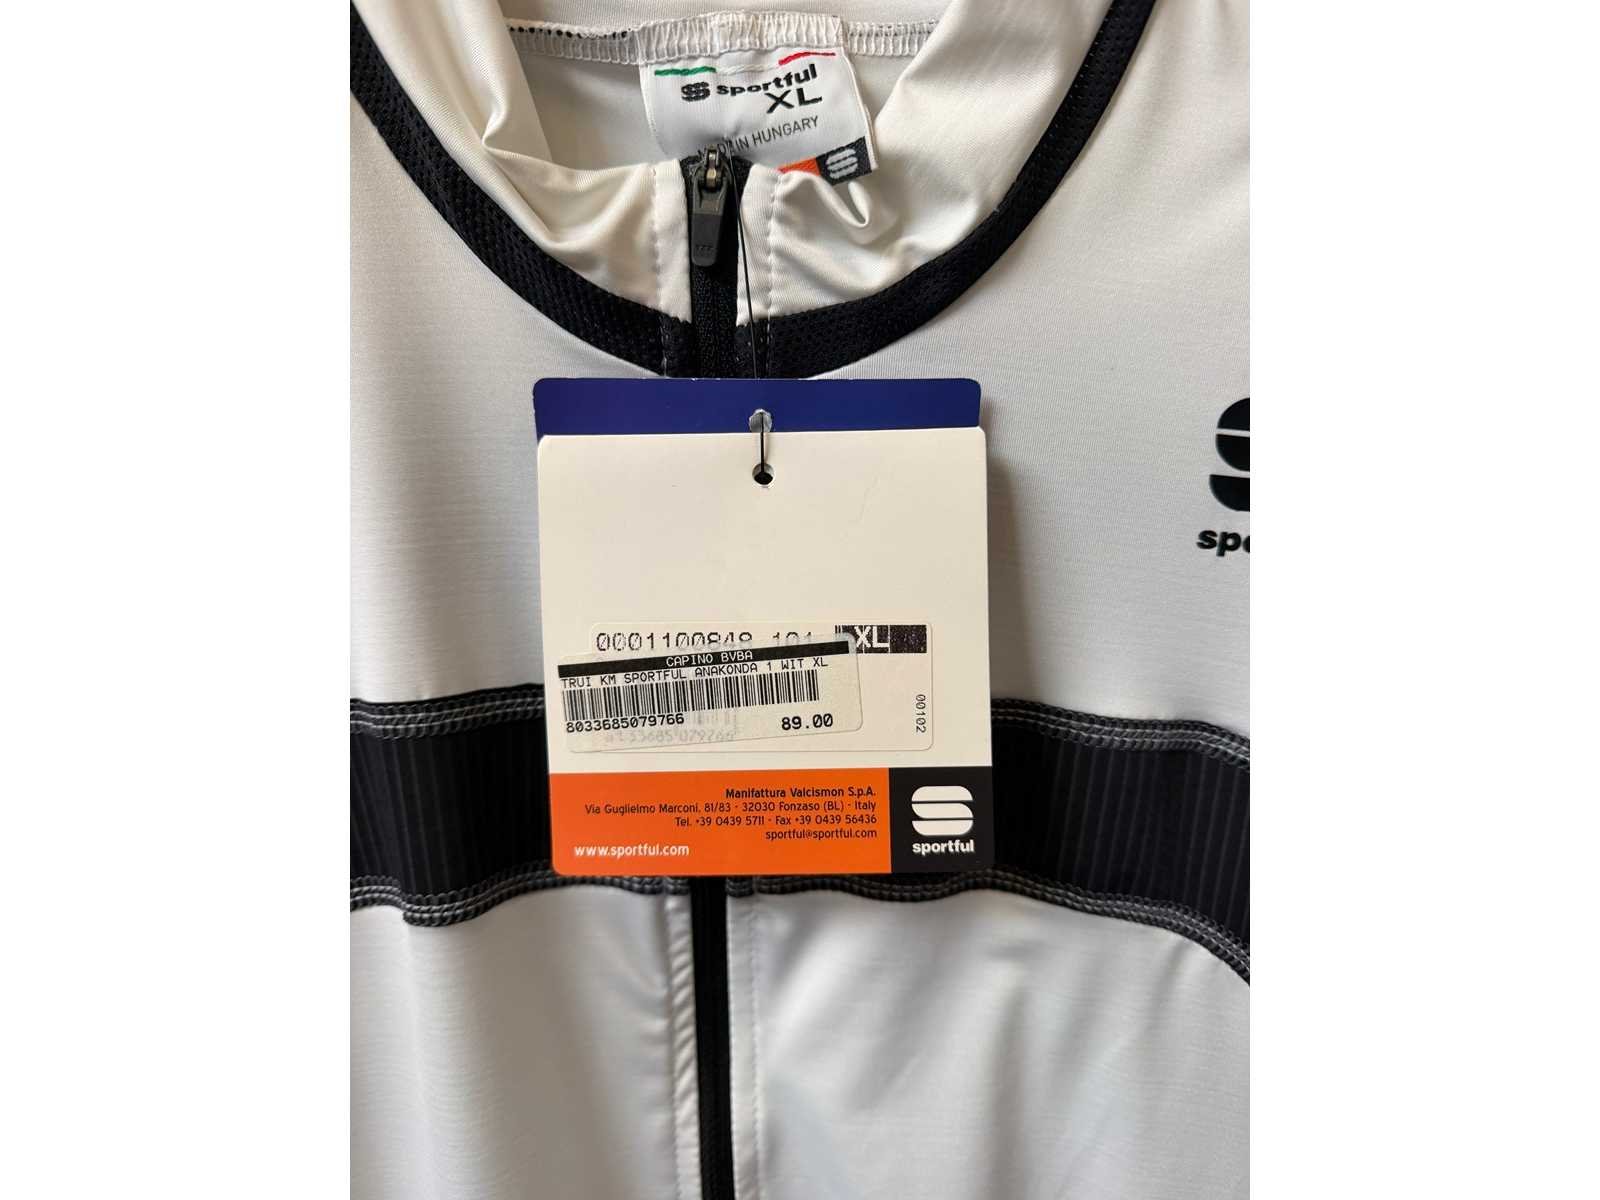 sportful
XL
MADE IN HUNGARY
0001100848 101 XL
CAPINO BVBA
TRUI KM SPORTFUL ANAKONDA 1 WIT XL
8033685079766 89.00
00102
Manifattura Valcismon S.p.A.
Via Guglielmo Marconi, 81/83 - 32030 Fonzaso (BL) - Italy
Tel. +39 0439 5711 - Fax +39 0439 56436
sportful@sportful.com
www.sportful.com
sportful